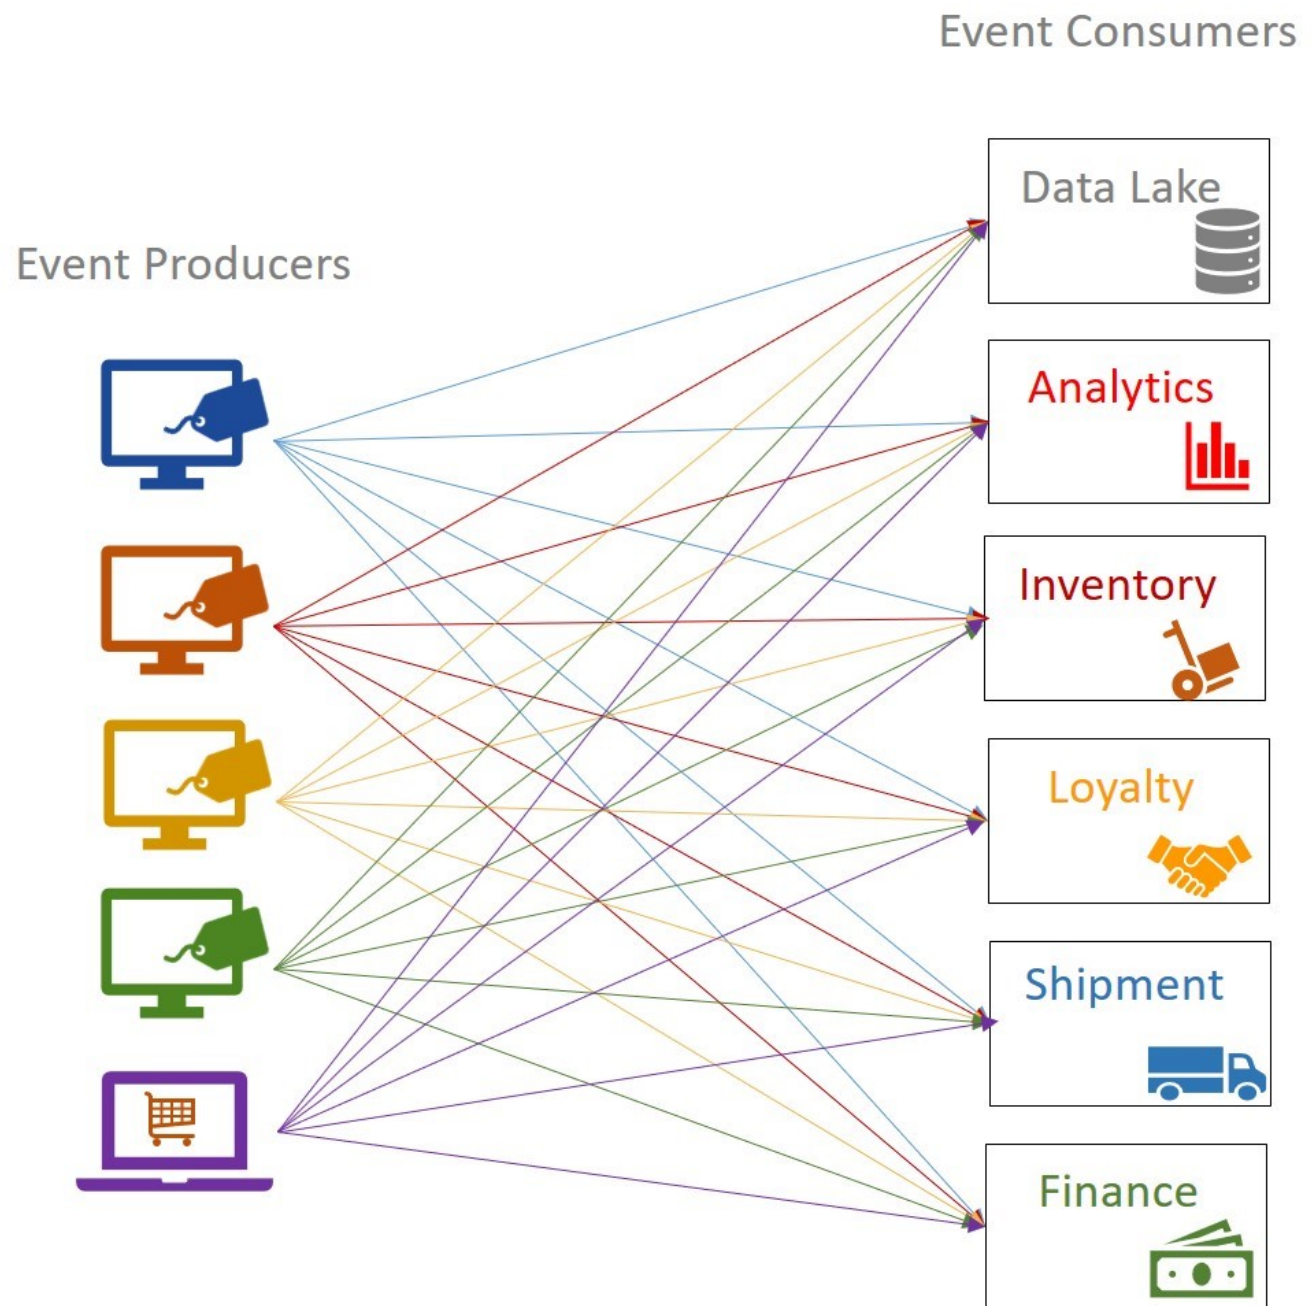 Event Consumers
Data Lake
Event Producers
Analytics
Inventory
Loyalty
Shipment
Finance